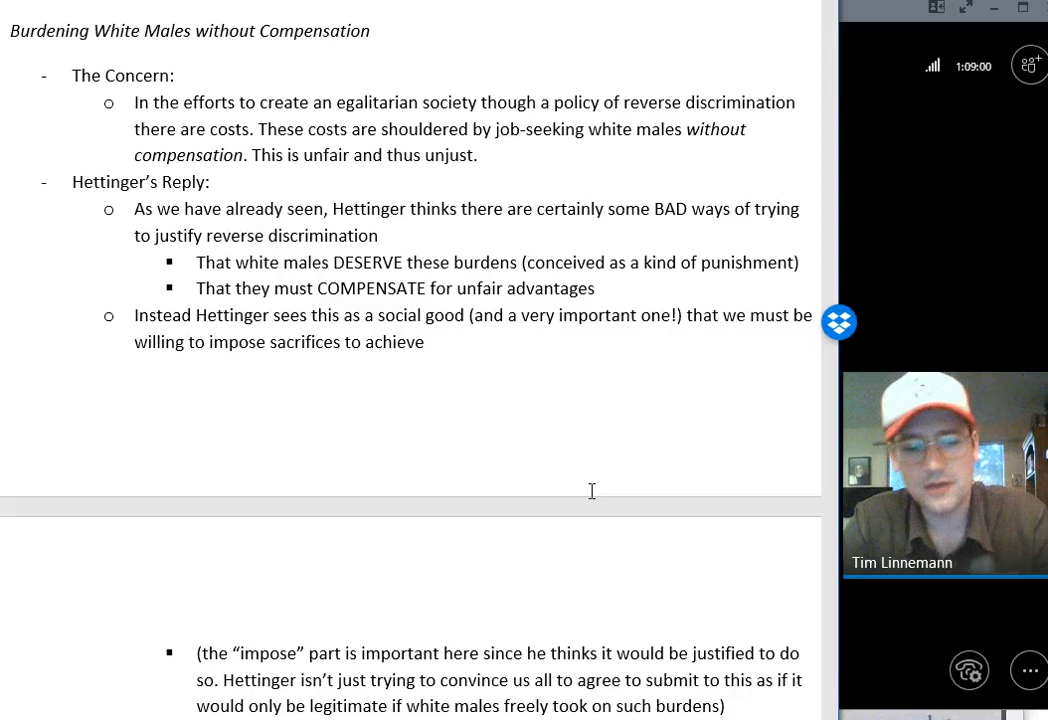 Burdening White Males without Compensation
- The Concern:
o In the efforts to create an egalitarian society though a policy of reverse discrimination
there are costs. These costs are shouldered by job-seeking white males without
compensation. This is unfair and thus unjust.
- Hettinger’s Reply:
o As we have already seen, Hettinger thinks there are certainly some BAD ways of trying
to justify reverse discrimination
▪ That white males DESERVE these burdens (conceived as a kind of punishment)
▪ That they must COMPENSATE for unfair advantages
o Instead Hettinger sees this as a social good (and a very important one!) that we must be
willing to impose sacrifices to achieve
▪ (the “impose” part is important here since he thinks it would be justified to do
so. Hettinger isn’t just trying to convince us all to agree to submit to this as if it
would only be legitimate if white males freely took on such burdens)
1:09:00
Tim Linnemann